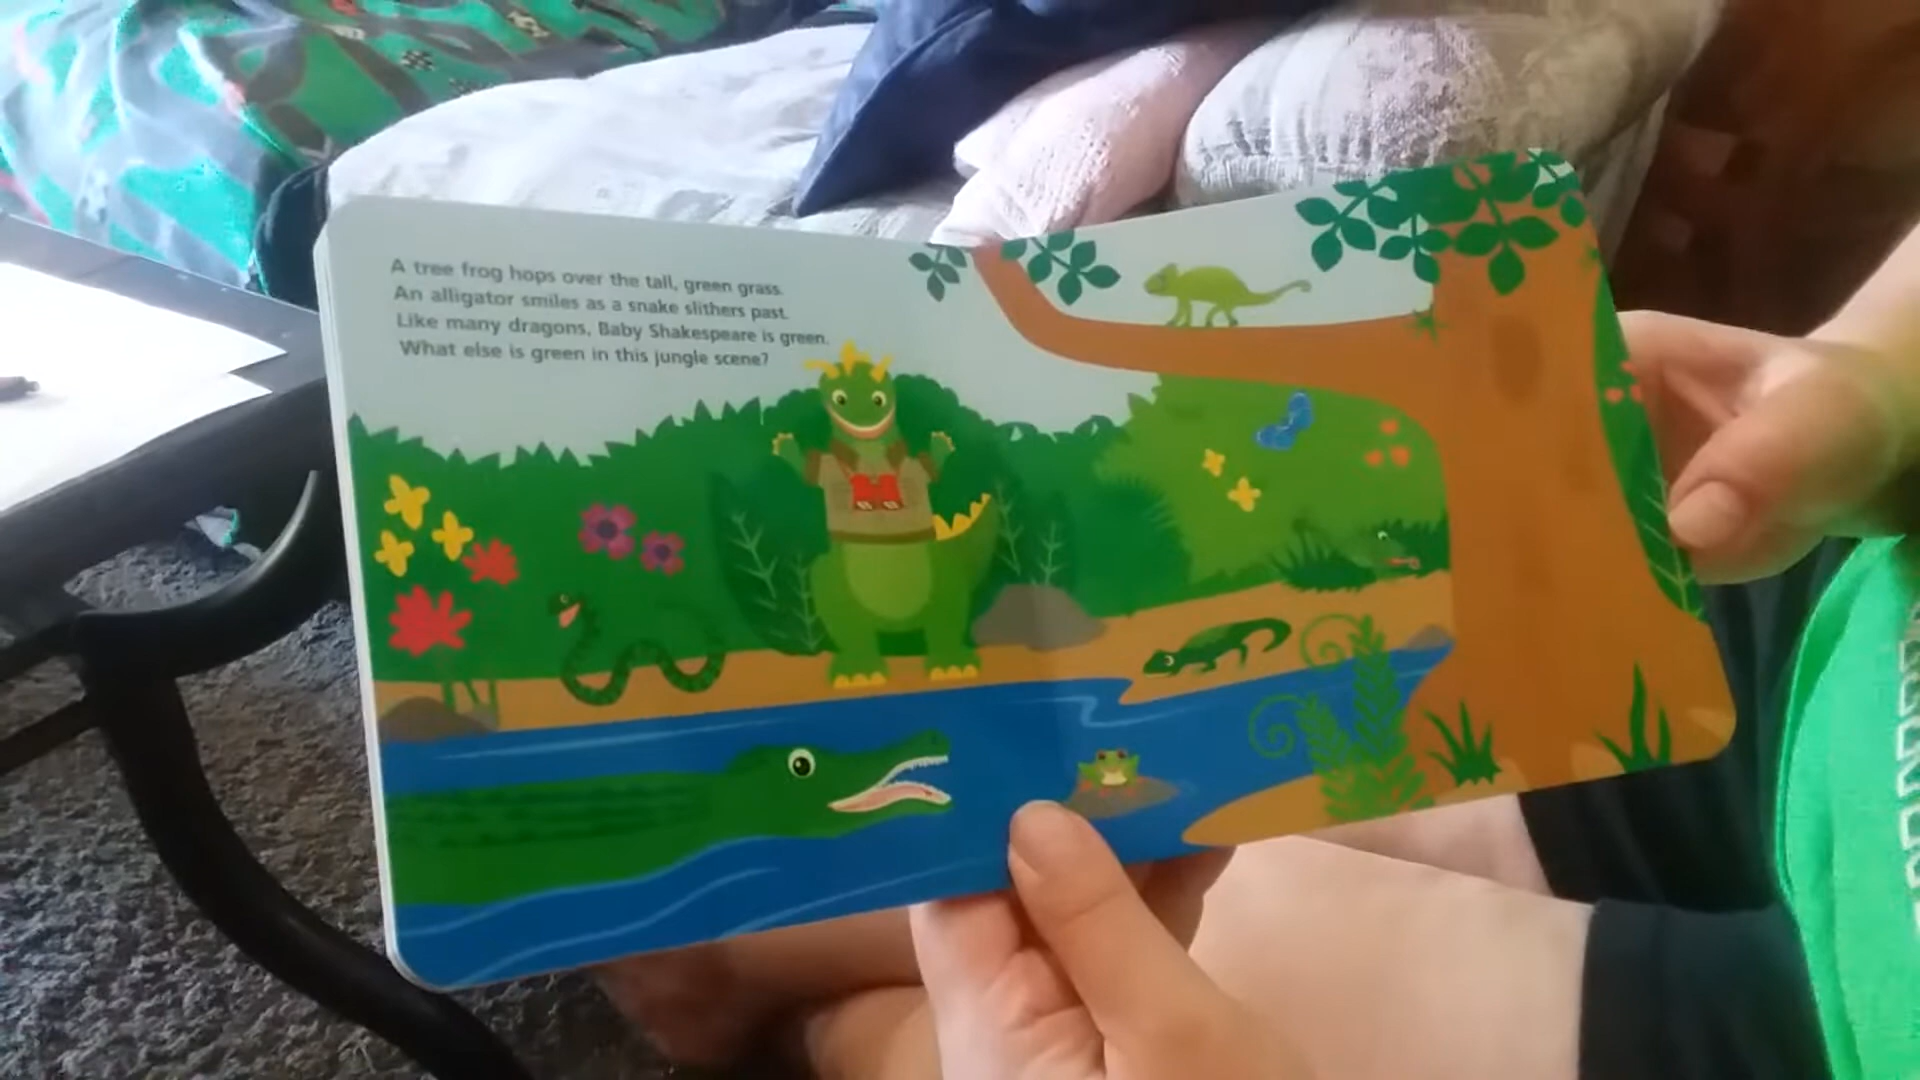 A tree frog hops over the tall, green grass.
An alligator smiles as a snake slithers past.
Like many dragons, Baby Shakespeare is green.
What else is green in this jungle scene?